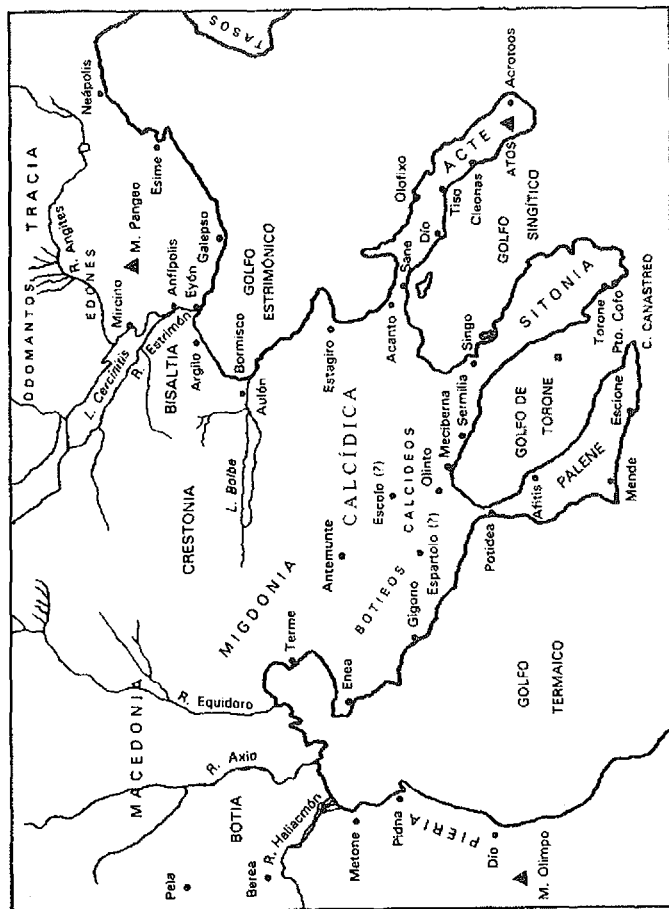 TASOS
Neápolis
TRACIA
ODOMANTOS
R. Angites
EDONES
M. Pangeo
Esime
Mircino
Anfípolis
Galepso
Eyón
L. Cercinitis
R. Estrimón
BISALTIA
Argilo
GOLFO
ESTRIMÓNICO
Bormisco
Aulón
L. Bolbe
CRESTONIA
MACEDONIA
R. Equidoro
R. Axio
Pela
BOTIA
Berea
R. Haliacmón
MIGDONIA
Terme
Antemunte
CALCÍDICA
Estagiro
Acanto
Sane
Olofixo
ACTE
Dío
Tiso
Cleonas
ATOS
Acrotoos
GOLFO
SINGÍTICO
Singo
SITONIA
Torone
Pto. Cofo
C. CANASTREO
Escolo (?)
CALCIDEOS
Olinto
Meciberna
Sermilia
GOLFO DE
TORONE
Enea
BOTIEOS
Gigono
Espartolo (?)
Potidea
Afitis
PALENE
Escione
Mende
Metone
Pidna
PIERIA
Dío
M. Olimpo
GOLFO
TERMAICO